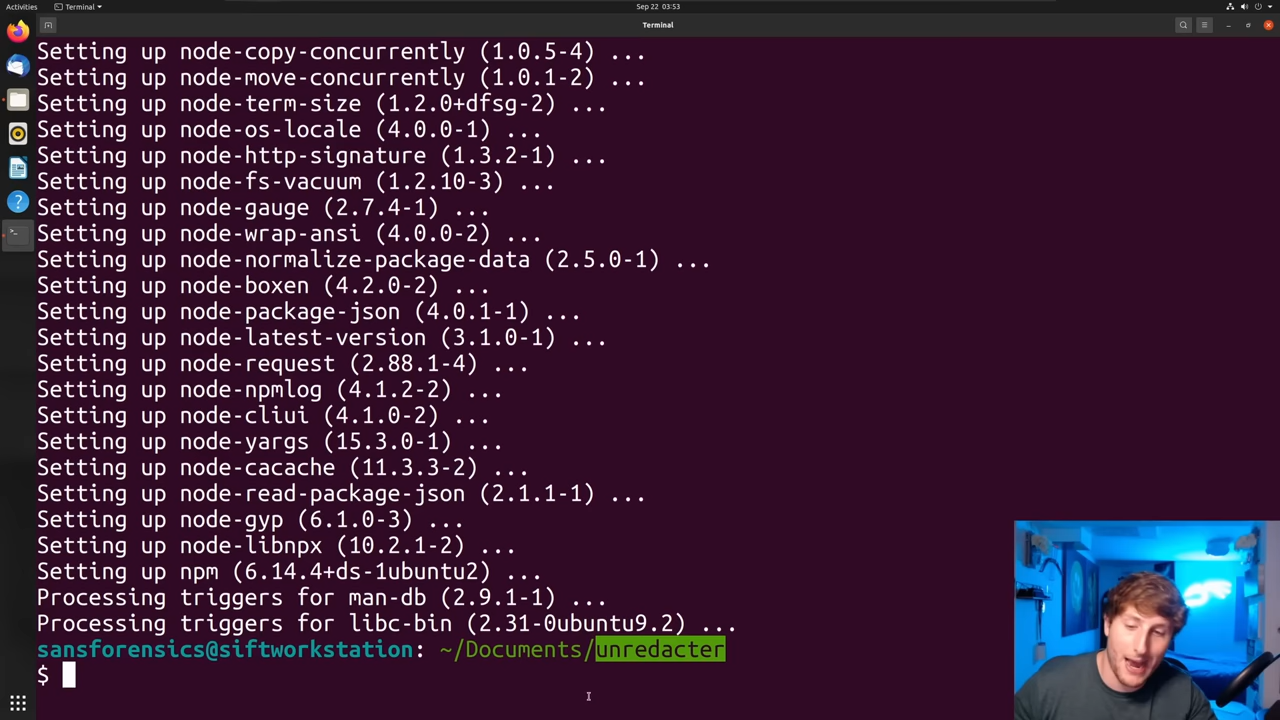 Activities
Terminal
Sep 22 03:53
Terminal
Setting up node-copy-concurrently (1.0.5-4) ...
Setting up node-move-concurrently (1.0.1-2) ...
Setting up node-term-size (1.2.0+dfsg-2) ...
Setting up node-os-locale (4.0.0-1) ...
Setting up node-http-signature (1.3.2-1) ...
Setting up node-fs-vacuum (1.2.10-3) ...
Setting up node-gauge (2.7.4-1) ...
Setting up node-wrap-ansi (4.0.0-2) ...
Setting up node-normalize-package-data (2.5.0-1) ...
Setting up node-boxen (4.2.0-2) ...
Setting up node-package-json (4.0.1-1) ...
Setting up node-latest-version (3.1.0-1) ...
Setting up node-request (2.88.1-4) ...
Setting up node-npmlog (4.1.2-2) ...
Setting up node-cliui (4.1.0-2) ...
Setting up node-yargs (15.3.0-1) ...
Setting up node-cacache (11.3.3-2) ...
Setting up node-read-package-json (2.1.1-1) ...
Setting up node-gyp (6.1.0-3) ...
Setting up node-libnpx (10.2.1-2) ...
Setting up npm (6.14.4+ds-1ubuntu2) ...
Processing triggers for man-db (2.9.1-1) ...
Processing triggers for libc-bin (2.31-0ubuntu9.2) ...
sansforensics@siftworkstation: ~/Documents/unredacter
$